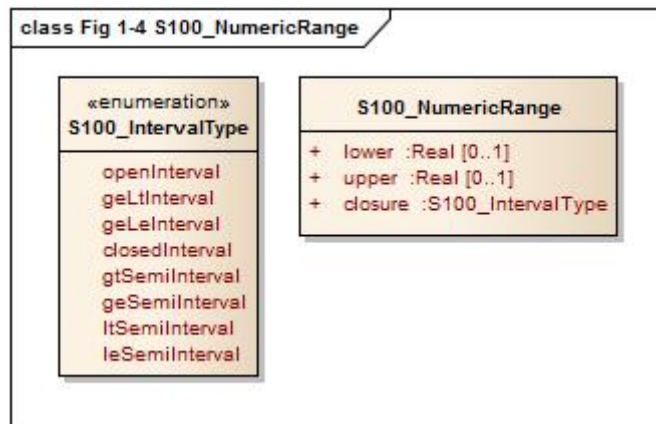 class Fig 1-4 S100_NumericRange
«enumeration»
S100_IntervalType
openInterval
geLtInterval
geLeInterval
closedInterval
gtSemiInterval
geSemiInterval
ltSemiInterval
leSemiInterval
S100_NumericRange
+ lower :Real [0..1]
+ upper :Real [0..1]
+ closure :S100_IntervalType